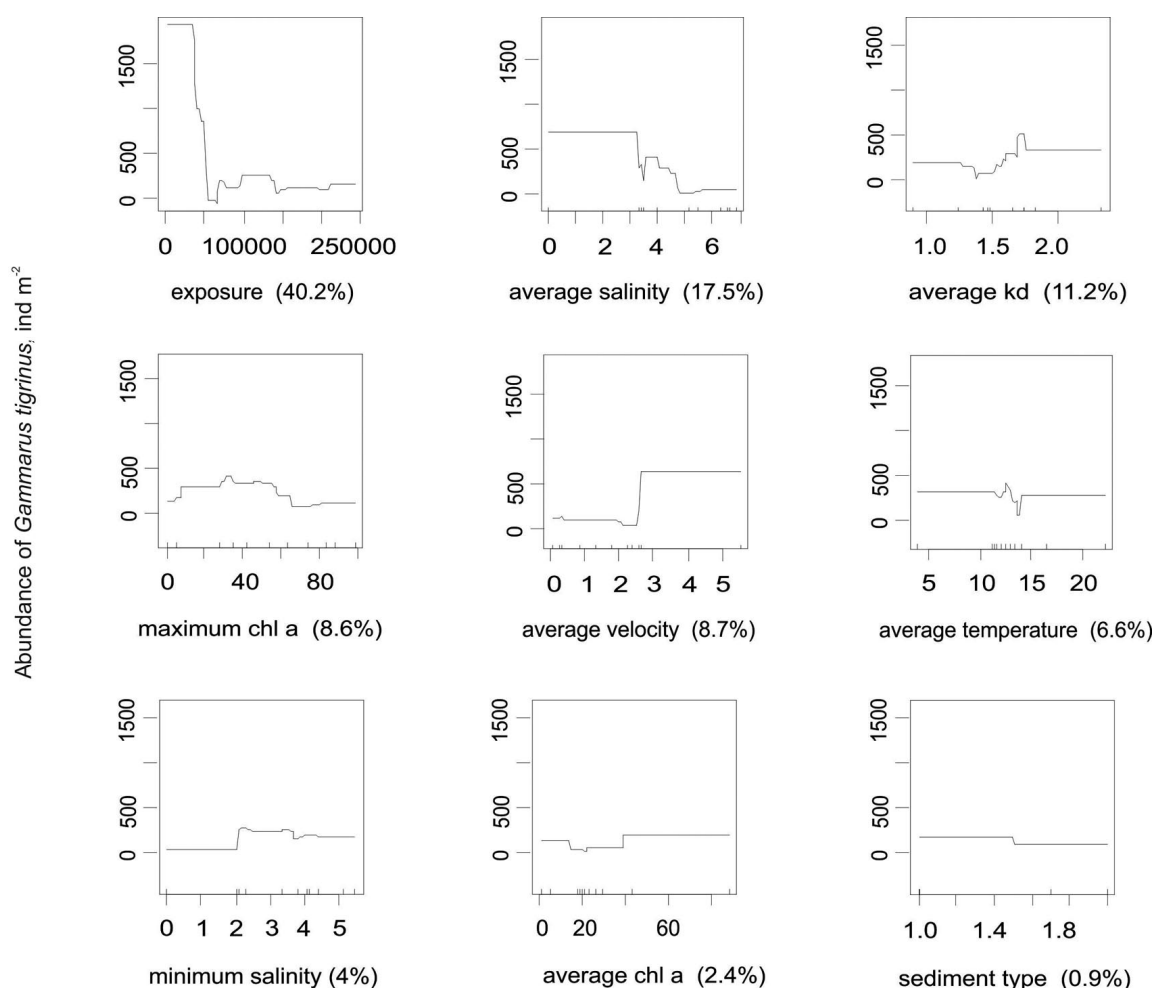 Abundance of Gammarus tigrinus, ind m⁻²
1500
500
0
0 100000 250000
exposure (40.2%)
1500
500
0
0 2 4 6
average salinity (17.5%)
1500
500
0
1.0 1.5 2.0
average kd (11.2%)
1500
500
0
0 40 80
maximum chl a (8.6%)
1500
500
0
0 1 2 3 4 5
average velocity (8.7%)
1500
500
0
5 10 15 20
average temperature (6.6%)
1500
500
0
0 1 2 3 4 5
minimum salinity (4%)
1500
500
0
0 20 60
average chl a (2.4%)
1500
500
0
1.0 1.4 1.8
sediment type (0.9%)